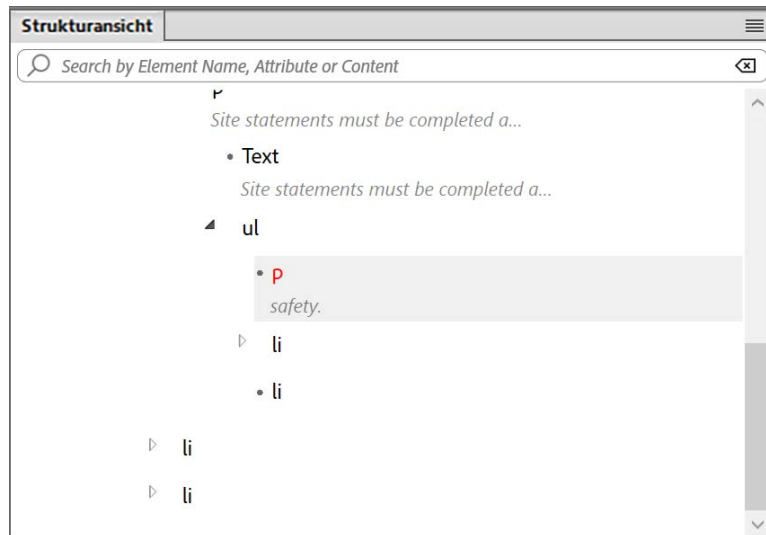 Strukturansicht
Search by Element Name, Attribute or Content
p
Site statements must be completed a...
Text
Site statements must be completed a...
ul
p
safety.
li
li
li
li